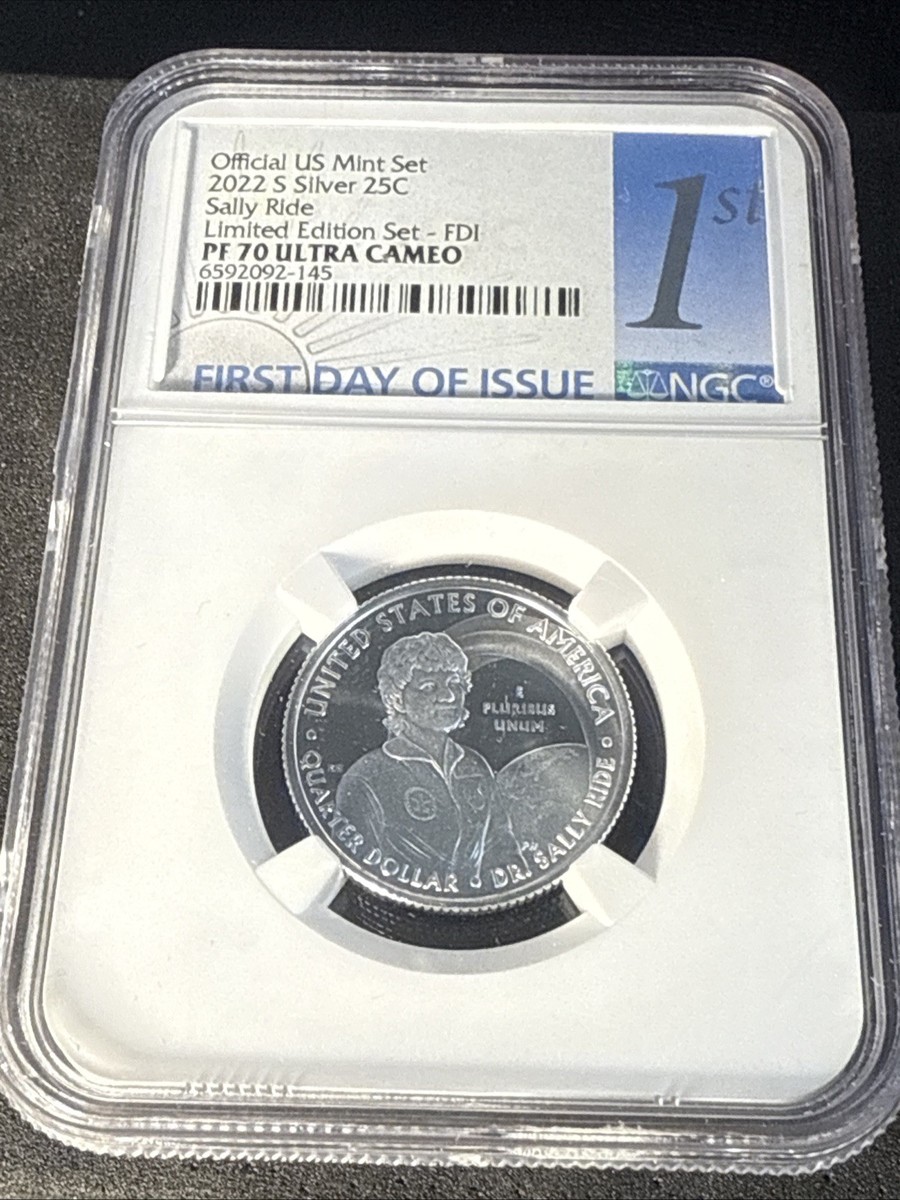 Official US Mint Set
2022 S Silver 25C
Sally Ride
Limited Edition Set - FDI
PF 70 ULTRA CAMEO
6592092-145
1st
FIRST DAY OF ISSUE
NGC®
UNITED STATES OF AMERICA
E
PLURIBUS
UNUM
QUARTER DOLLAR • DR. SALLY RIDE